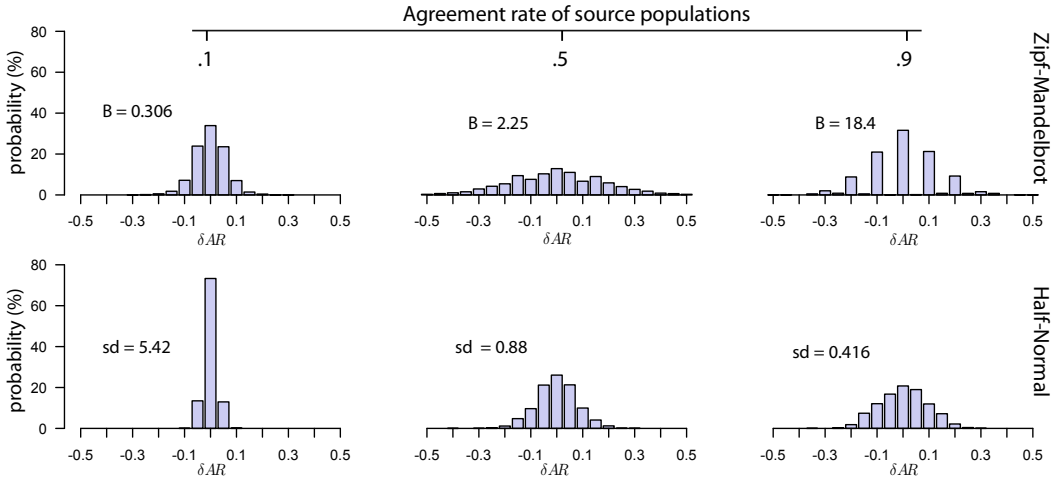 Agreement rate of source populations
.1 .5 .9
Zipf-Mandelbrot
probability (%)
80
60
40
20
0
B = 0.306
B = 2.25
B = 18.4
-0.5 -0.3 -0.1 0.1 0.3 0.5
δAR
-0.5 -0.3 -0.1 0.1 0.3 0.5
δAR
-0.5 -0.3 -0.1 0.1 0.3 0.5
δAR
Half-Normal
probability (%)
80
60
40
20
0
sd = 5.42
sd = 0.88
sd = 0.416
-0.5 -0.3 -0.1 0.1 0.3 0.5
δAR
-0.5 -0.3 -0.1 0.1 0.3 0.5
δAR
-0.5 -0.3 -0.1 0.1 0.3 0.5
δAR